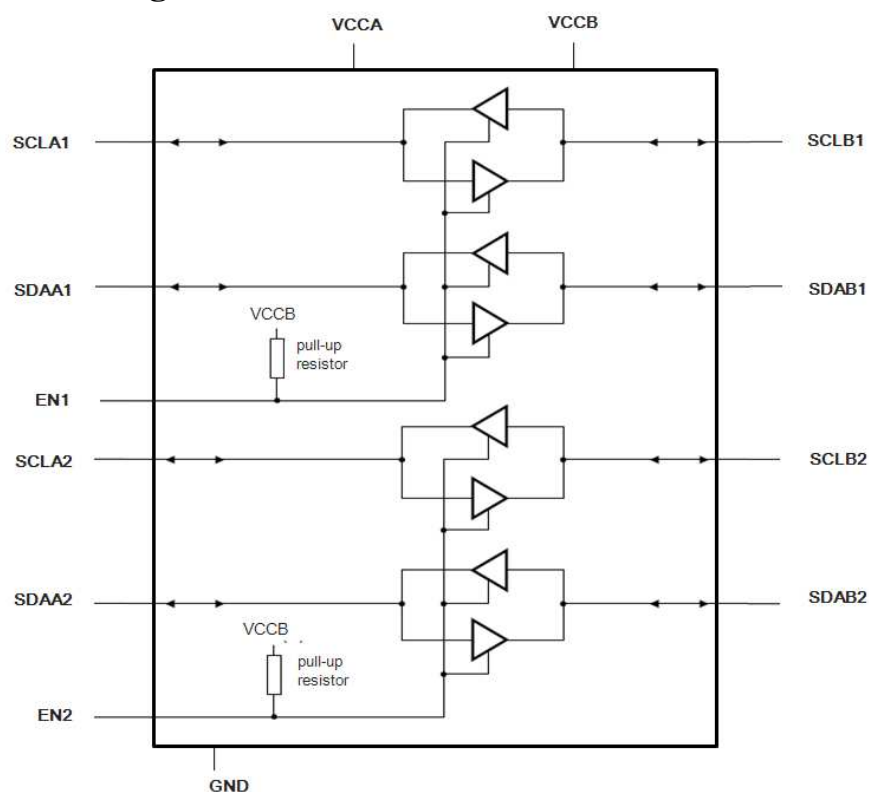 VCCA
VCCB
SCLA1
SCLB1
SDAA1
SDAB1
VCCB
pull-up
resistor
EN1
SCLA2
SCLB2
SDAA2
SDAB2
VCCB
pull-up
resistor
EN2
GND